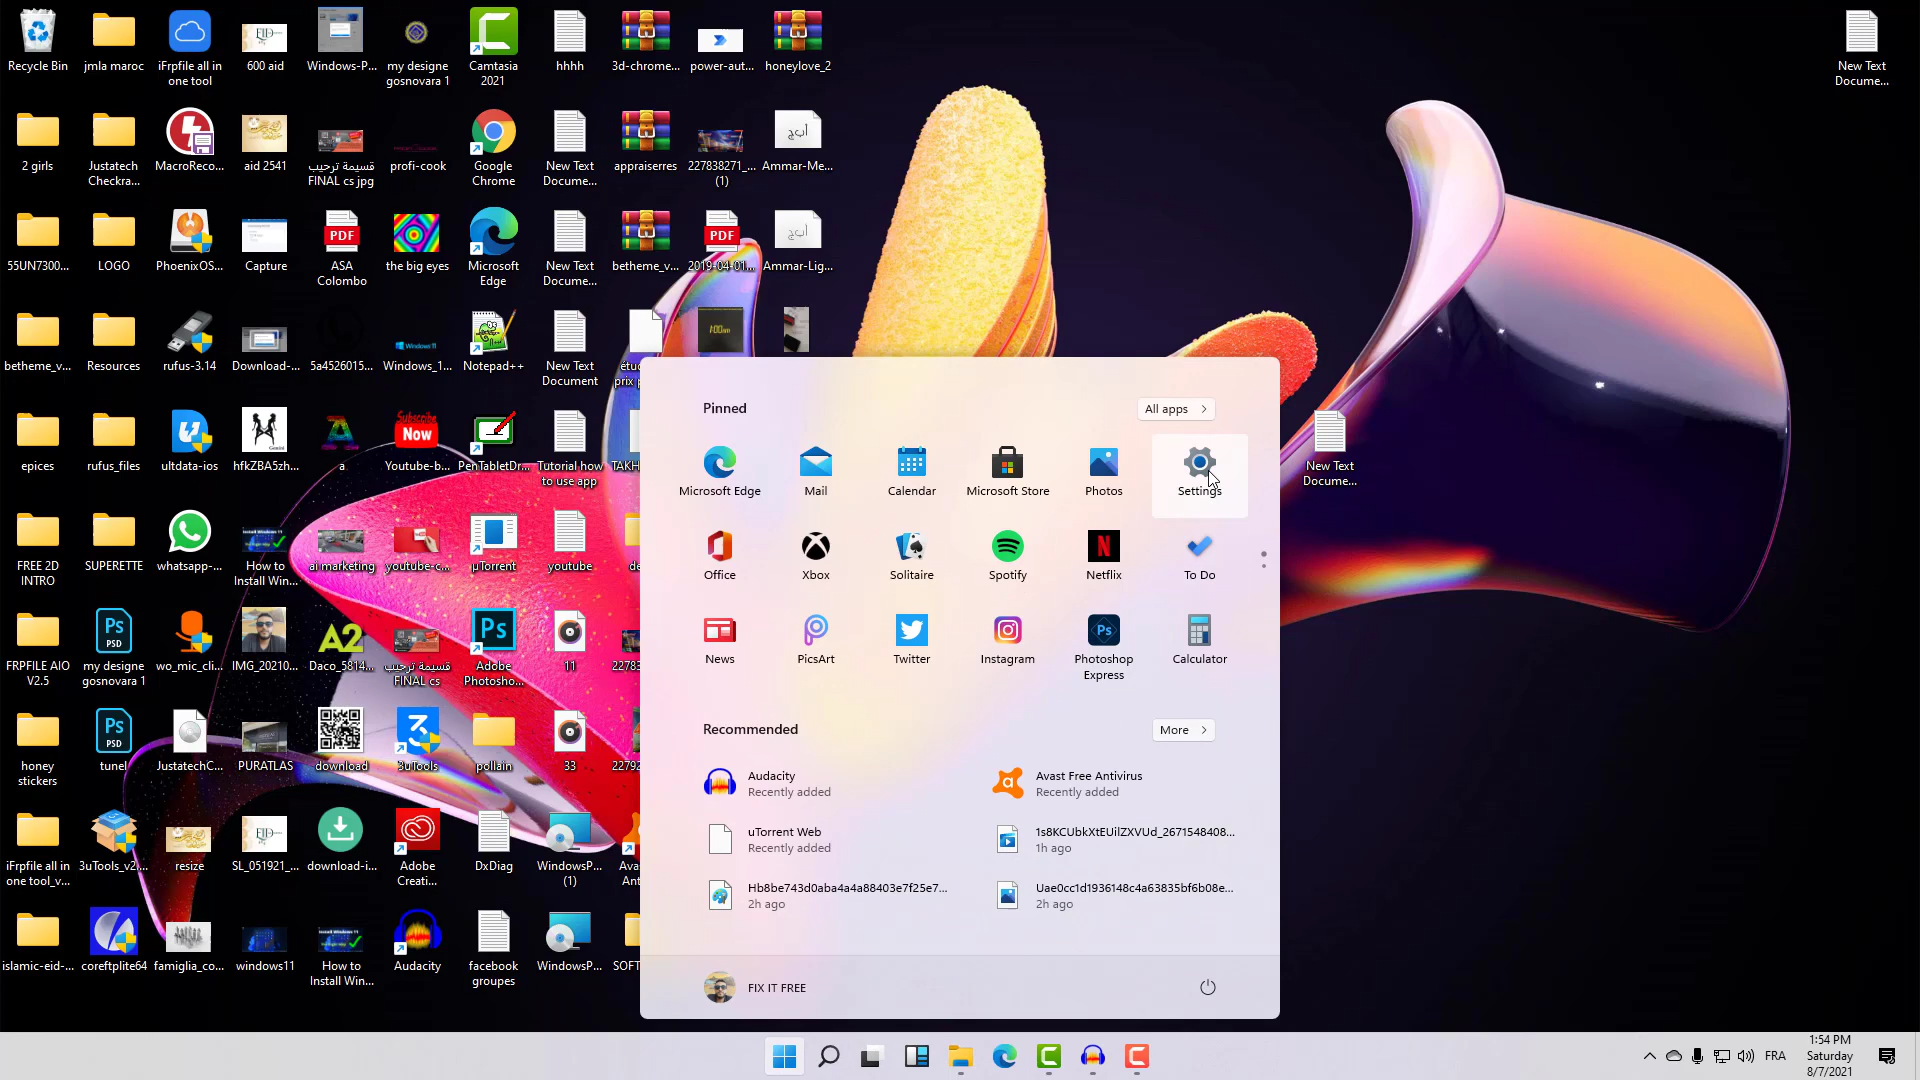 Recycle Bin
jmla maroc
iFrpfile all in
one tool
600 aid
Windows-P...
my designe
gosnovara 1
Camtasia
2021
hhhh
3d-chrome...
power-aut...
honeylove_2
New Text
Docume...
2 girls
Justatech
Checkra...
MacroReco...
aid 2541
قسيمة ترحيب
FINAL cs jpg
profi-cook
Google
Chrome
New Text
Docume...
appraiserres
227838271_...
(1)
Ammar-Me...
55UN7300...
LOGO
PhoenixOS...
Capture
ASA
Colombo
the big eyes
Microsoft
Edge
New Text
Docume...
betheme_v...
2019-04-01...
Ammar-Lig...
betheme_v...
Resources
rufus-3.14
Download-...
5a4526015...
Windows_1...
Notepad++
New Text
Document
étu
prix p
epices
rufus_files
ultdata-ios
hfkZBA5zh...
a
Youtube-b...
PenTabletDr...
Tutorial how
to use app
TAKH
New Text
Docume...
FREE 2D
INTRO
SUPERETTE
whatsapp-...
How to
Install Win...
ai marketing
youtube-c...
µTorrent
youtube
de
FRPFILE AIO
V2.5
my designe
gosnovara 1
wo_mic_cli...
IMG_20210...
Daco_5814...
قسيمة ترحيب
FINAL cs
Adobe
Photosho...
11
2278
honey
stickers
tunel
JustatechC...
PURATLAS
download
3uTools
pollain
33
2279
iFrpfile all in
one tool_v...
3uTools_v2...
resize
SL_051921_...
download-i...
Adobe
Creati...
DxDiag
WindowsP...
(1)
Ava
Ant
islamic-eid-...
coreftplite64
famiglia_co...
windows11
How to
Install Win...
Audacity
facebook
groupes
WindowsP...
SOFT
Pinned
All apps
Microsoft Edge
Mail
Calendar
Microsoft Store
Photos
Settings
Office
Xbox
Solitaire
Spotify
Netflix
To Do
News
PicsArt
Twitter
Instagram
Photoshop
Express
Calculator
Recommended
More
Audacity
Recently added
Avast Free Antivirus
Recently added
uTorrent Web
Recently added
1s8KCUbkXtEUilZXVUd_2671548408...
1h ago
Hb8be743d0aba4a4a88403e7f25e7...
2h ago
Uae0cc1d1936148c4a63835bf6b08e...
2h ago
FIX IT FREE
FRA
1:54 PM
Saturday
8/7/2021